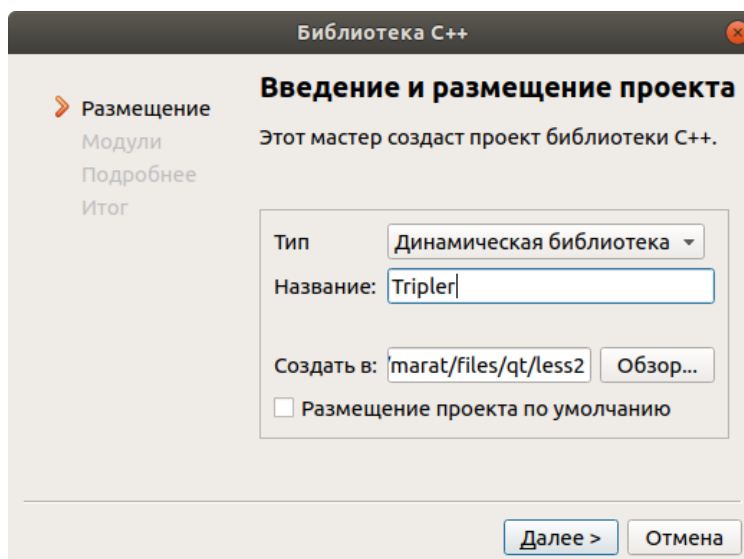 Библиотека C++
Размещение
Модули
Подробнее
Итог
Введение и размещение проекта
Этот мастер создаст проект библиотеки C++.
Тип Динамическая библиотека
Название: Tripler
Создать в: /marat/files/qt/less2 Обзор...
Размещение проекта по умолчанию
Далее > Отмена